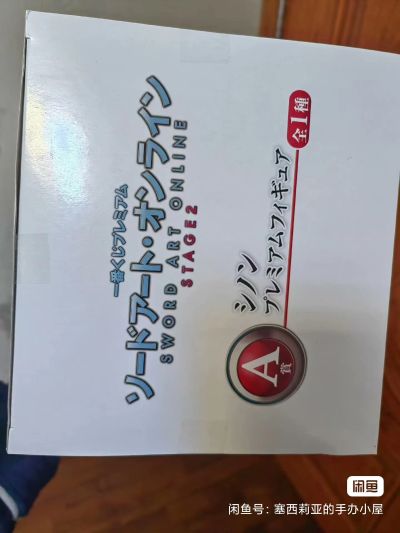 一番くじプレミアム
ソードアート・オンライン
SWORD ART ONLINE
STAGE2
A賞
シノン
プレミアムフィギュア
全1種
闲鱼
闲鱼号：塞西莉亚的手办小屋